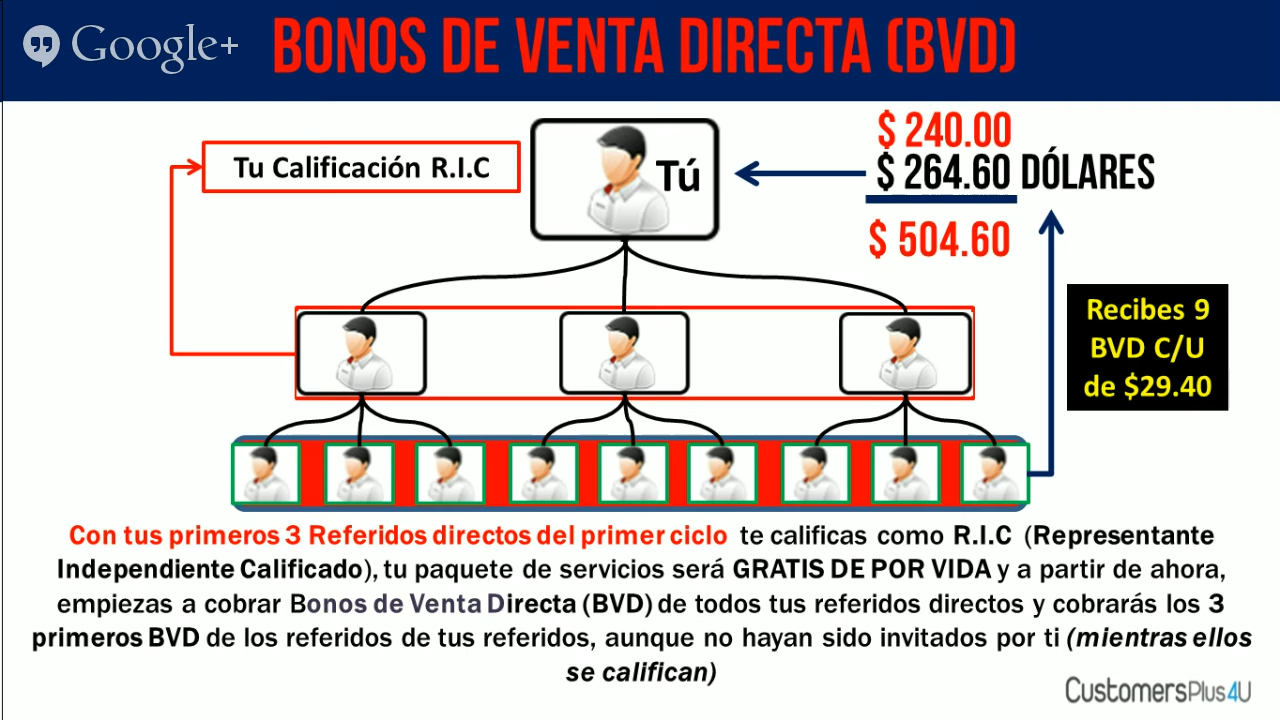 Google+
BONOS DE VENTA DIRECTA (BVD)
$ 240.00
Tu Calificación R.I.C
Tú
$ 264.60 DÓLARES
$ 504.60
Recibes 9
BVD C/U
de $29.40
Con tus primeros 3 Referidos directos del primer ciclo te calificas como R.I.C (Representante
Independiente Calificado), tu paquete de servicios será GRATIS DE POR VIDA y a partir de ahora,
empiezas a cobrar Bonos de Venta Directa (BVD) de todos tus referidos directos y cobrarás los 3
primeros BVD de los referidos de tus referidos, aunque no hayan sido invitados por ti (mientras ellos
se califican)
CustomersPlus4U